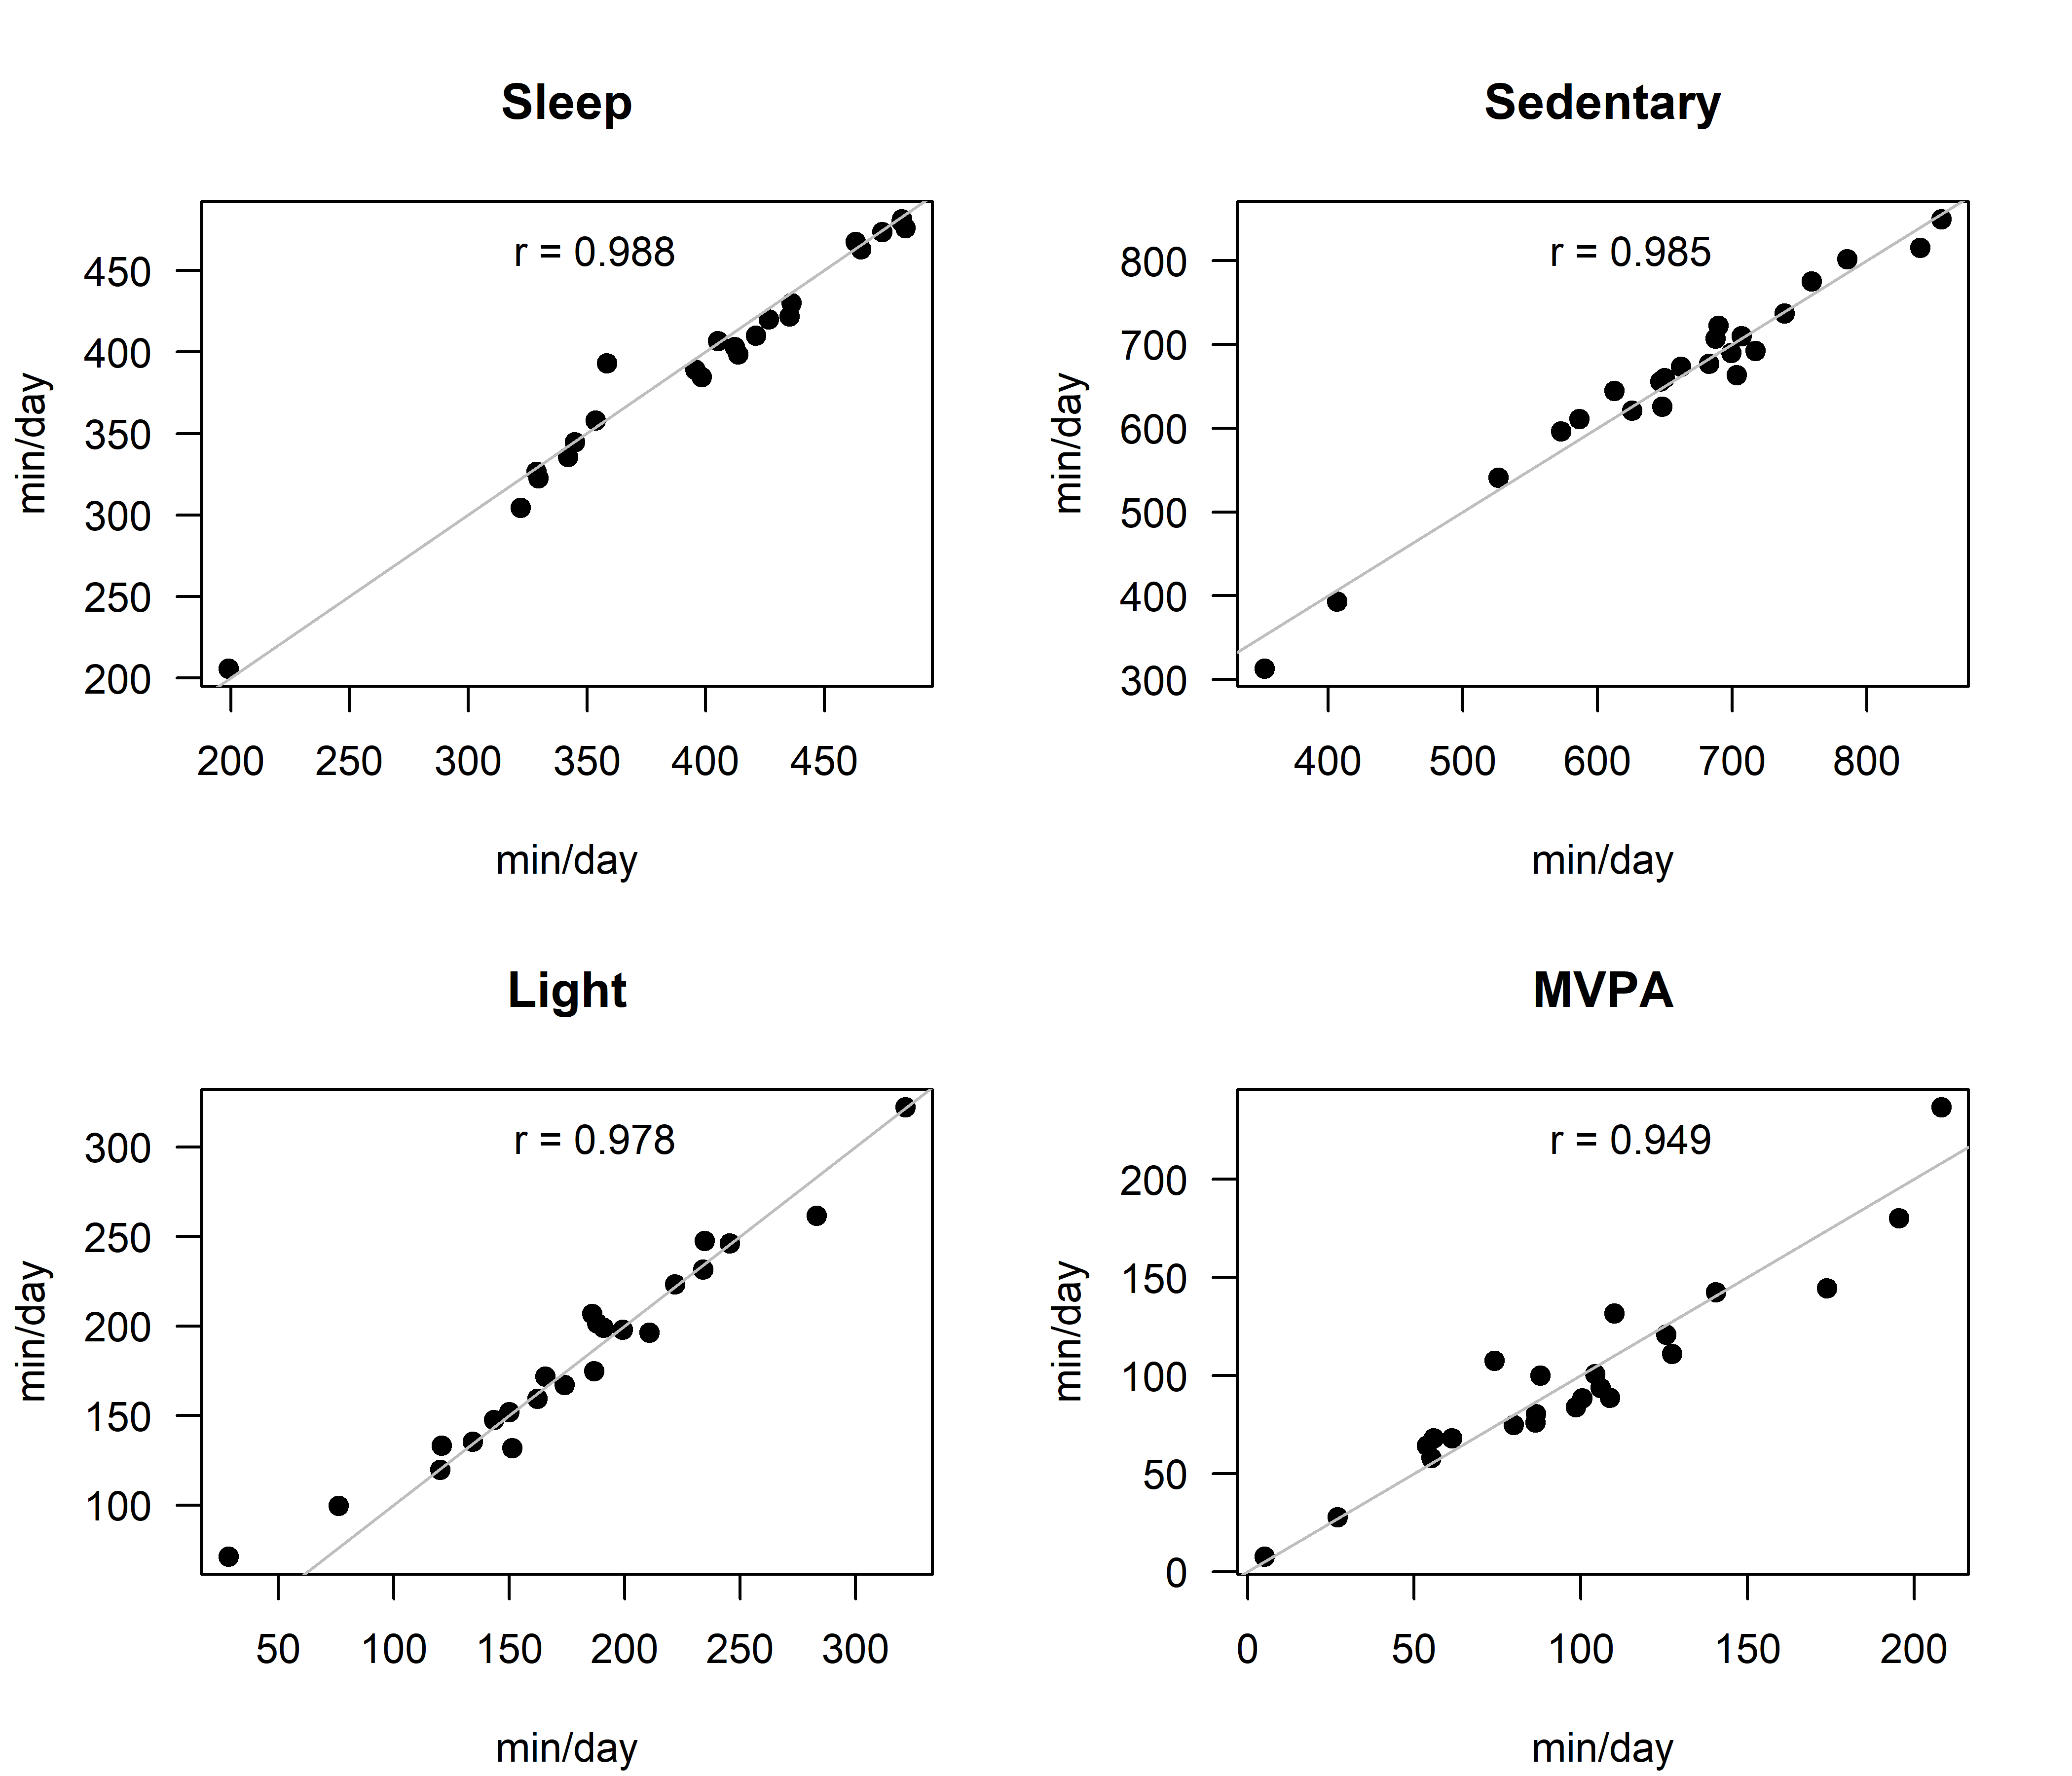 Sleep
r = 0.988
min/day
450
400
350
300
250
200
200 250 300 350 400 450
min/day
Sedentary
r = 0.985
min/day
800
700
600
500
400
300
400 500 600 700 800
min/day
Light
r = 0.978
min/day
300
250
200
150
100
50 100 150 200 250 300
min/day
MVPA
r = 0.949
min/day
200
150
100
50
0
0 50 100 150 200
min/day